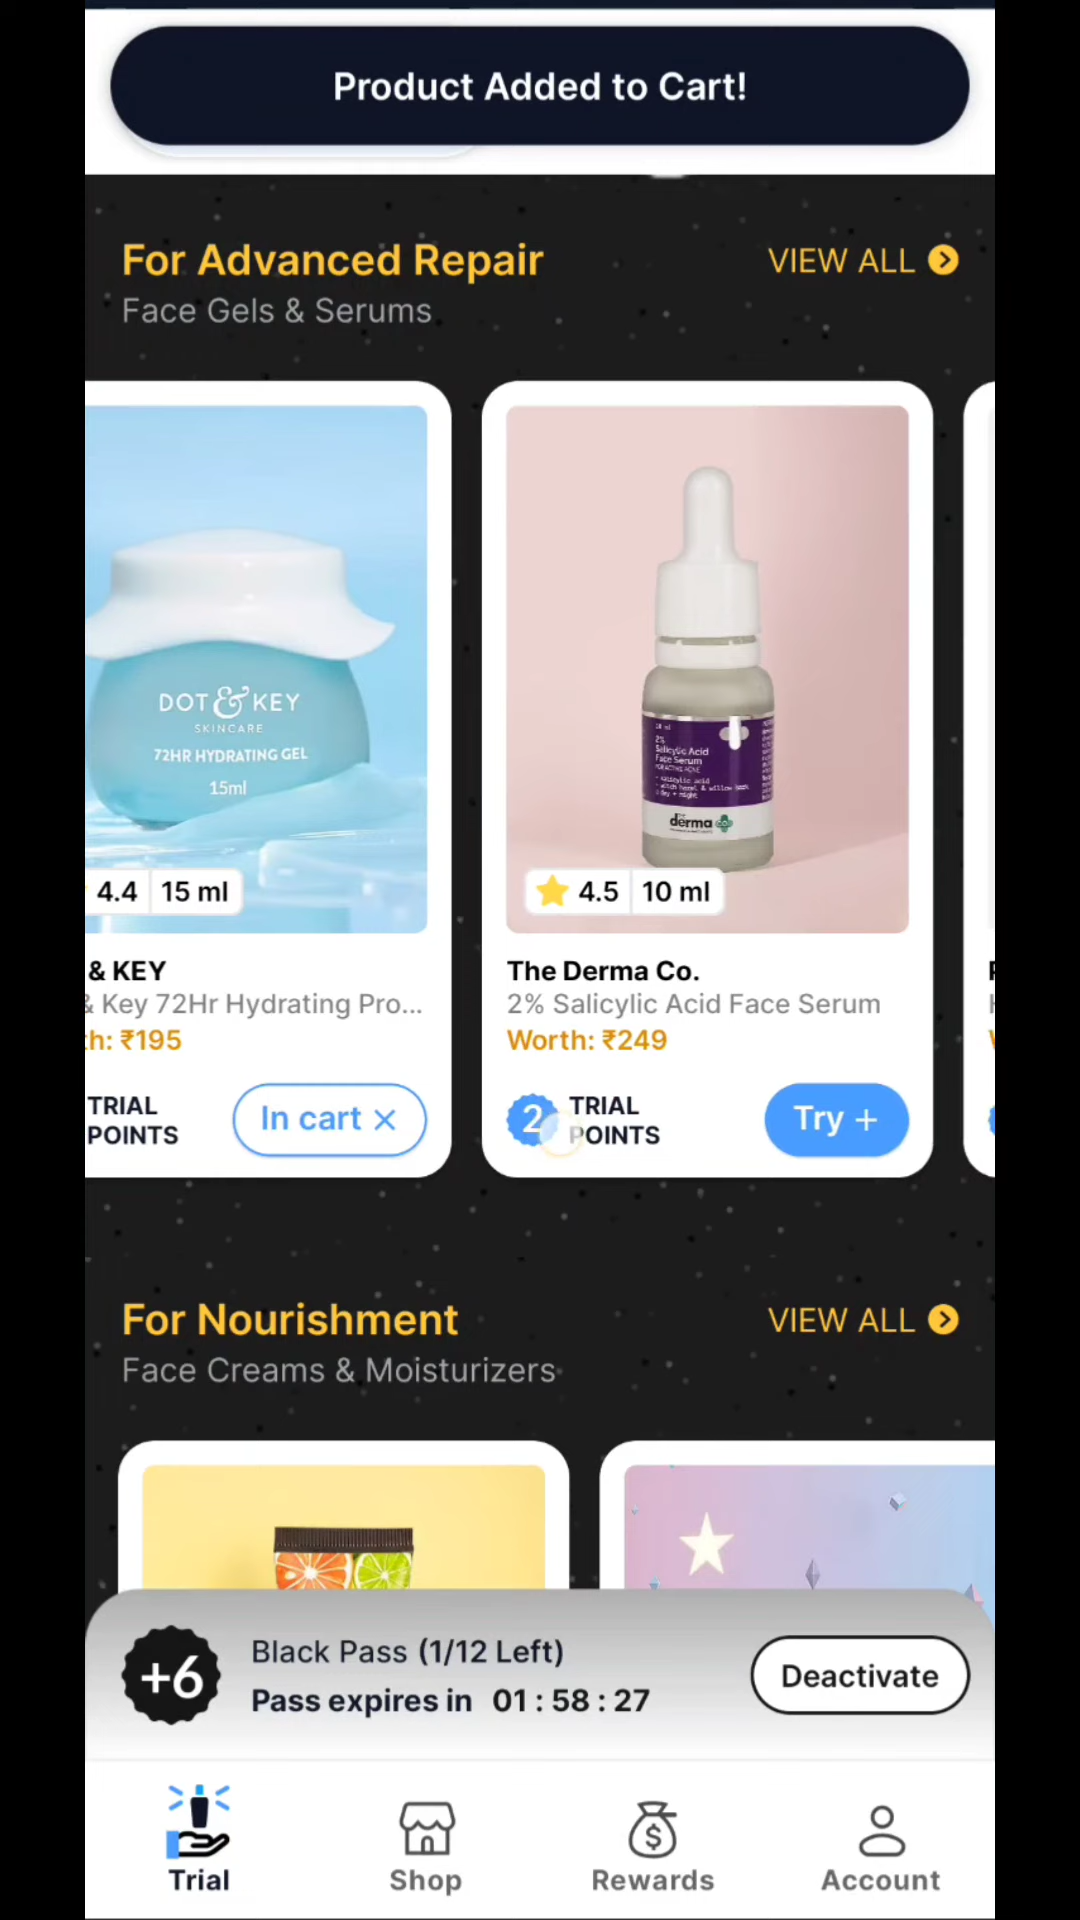 Product Added to Cart!
For Advanced Repair
VIEW ALL
Face Gels & Serums
DOT & KEY
SKINCARE
72HR HYDRATING GEL
15ml
4.4 15 ml
& KEY
& Key 72Hr Hydrating Pro...
th: ₹195
TRIAL
POINTS
In cart ×
2%
Salicylic Acid
Face Serum
the
derma co
4.5 10 ml
The Derma Co.
2% Salicylic Acid Face Serum
Worth: ₹249
2 TRIAL
POINTS
Try +
For Nourishment
VIEW ALL
Face Creams & Moisturizers
+6
Black Pass (1/12 Left)
Pass expires in 01 : 58 : 27
Deactivate
Trial
Shop
Rewards
Account